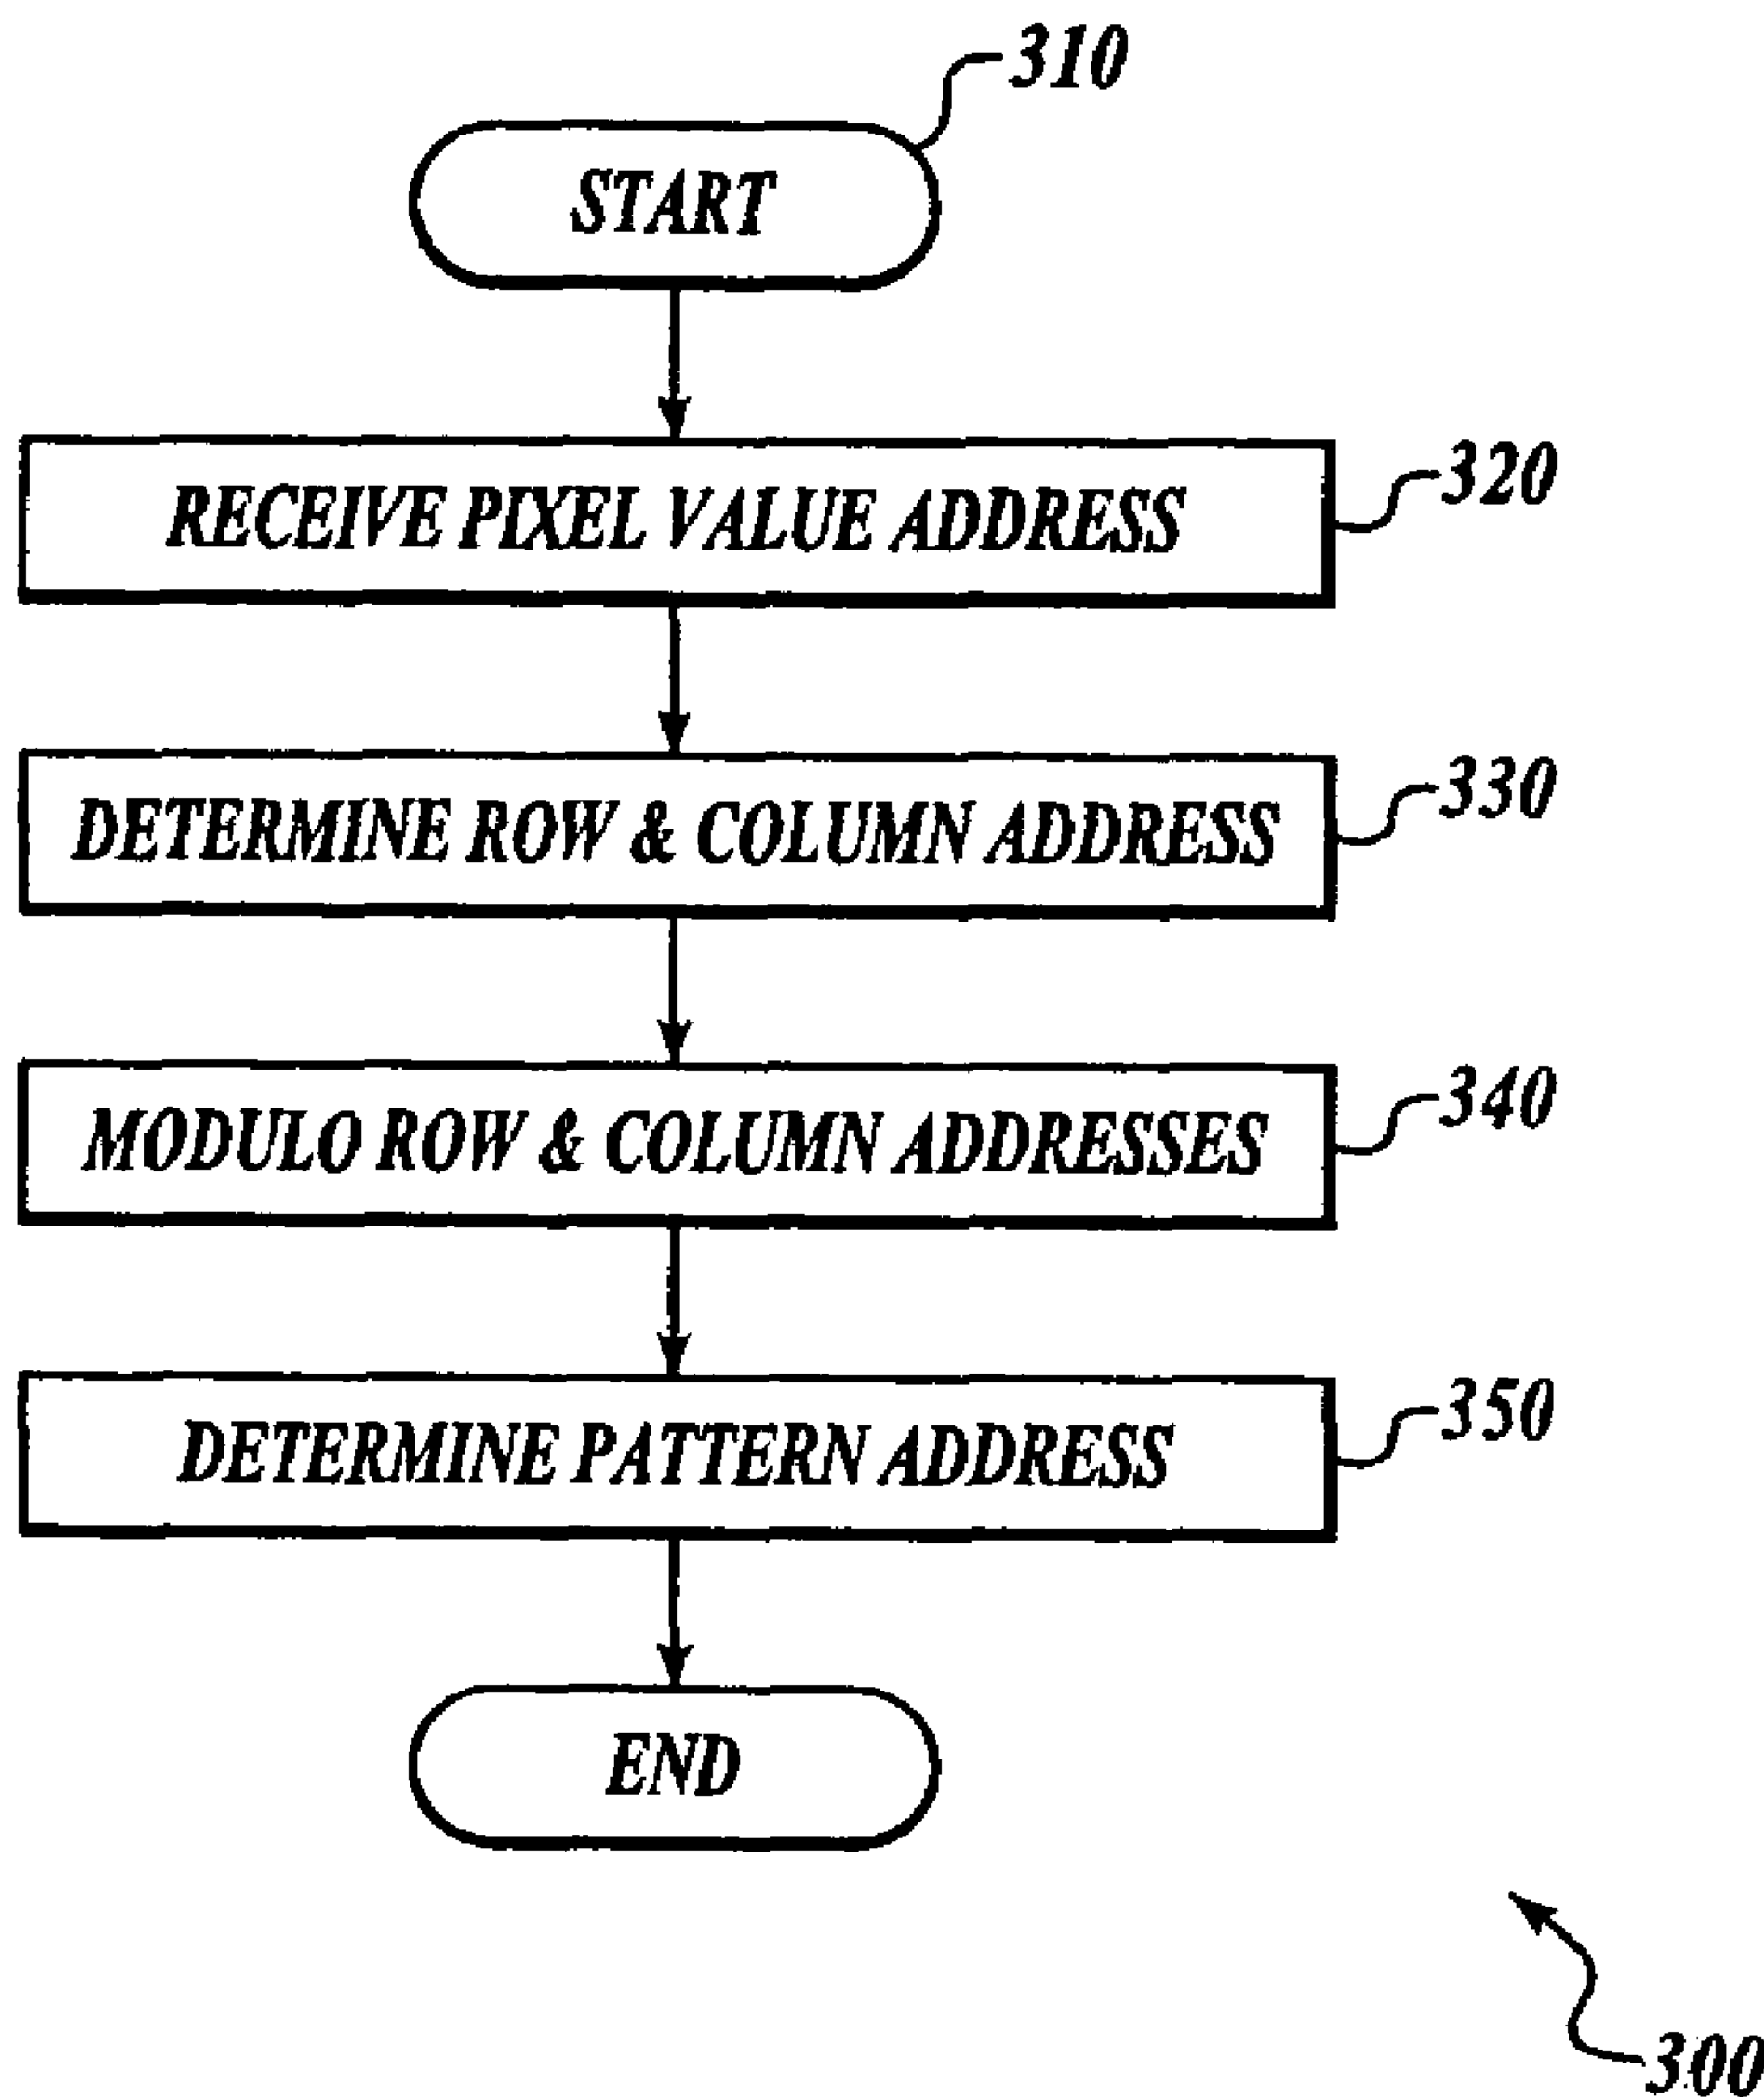 310
START
RECEIVE PIXEL VALUE ADDRESS
320
DETERMINE ROW & COLUMN ADDRESS
330
MODULO ROW & COLUMN ADDRESSES
340
DETERMINE PATTERN ADDRESS
350
END
300